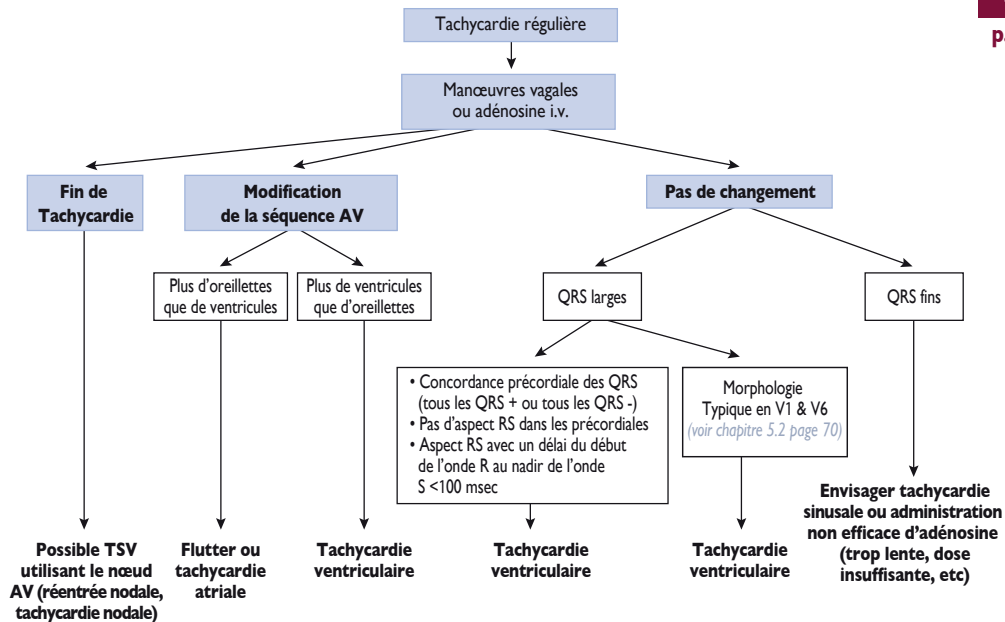 p
Tachycardie régulière
Manœuvres vagales
ou adénosine i.v.
Fin de
Tachycardie
Modification
de la séquence AV
Pas de changement
Plus d'oreillettes
que de ventricules
Plus de ventricules
que d'oreillettes
QRS larges
QRS fins
• Concordance précordiale des QRS
(tous les QRS + ou tous les QRS -)
• Pas d'aspect RS dans les précordiales
• Aspect RS avec un délai du début
de l'onde R au nadir de l'onde
S <100 msec
Morphologie
Typique en V1 & V6
(voir chapitre 5.2 page 70)
Possible TSV
utilisant le nœud
AV (réentrée nodale,
tachycardie nodale)
Flutter ou
tachycardie
atriale
Tachycardie
ventriculaire
Tachycardie
ventriculaire
Tachycardie
ventriculaire
Envisager tachycardie
sinusale ou administration
non efficace d'adénosine
(trop lente, dose
insuffisante, etc)